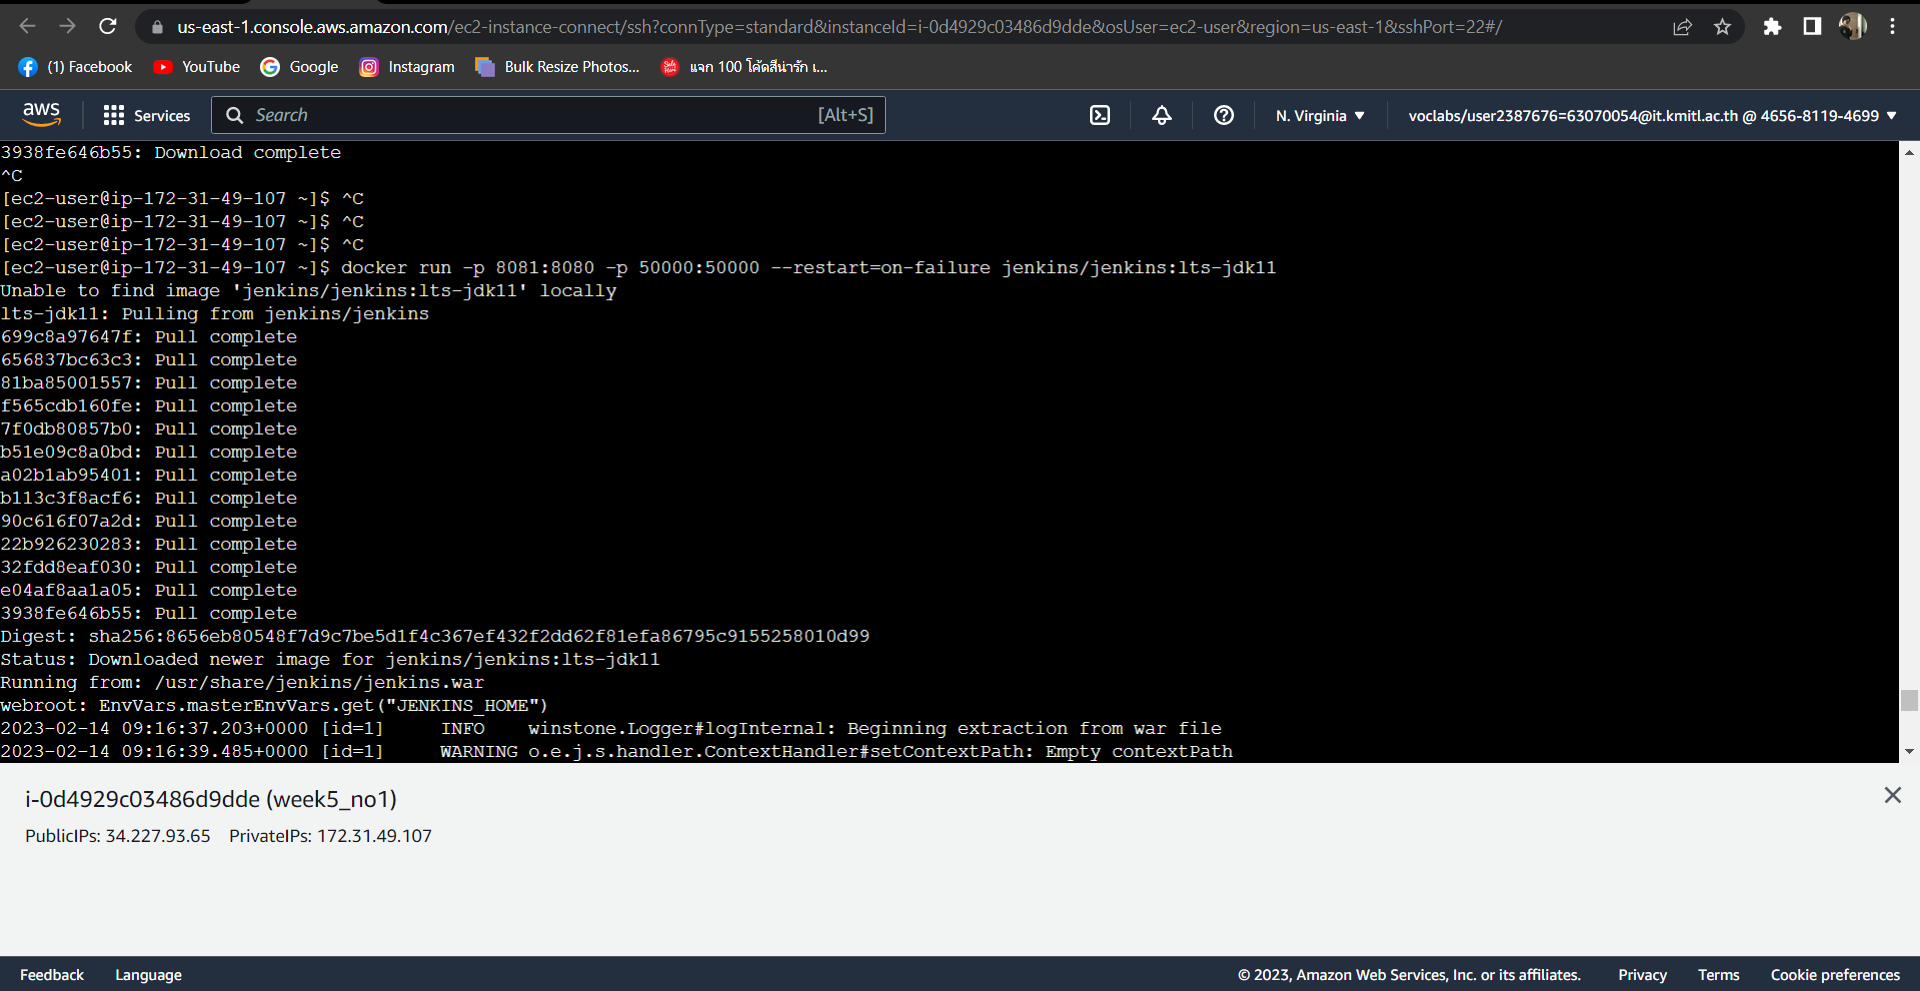 us-east-1.console.aws.amazon.com/ec2-instance-connect/ssh?connType=standard&instanceId=i-0d4929c03486d9dde&osUser=ec2-user&region=us-east-1&sshPort=22#/
(1) Facebook YouTube Google Instagram Bulk Resize Photos... แจก 100 โค้ดสีน่ารัก เ...
aws Services Search [Alt+S] N. Virginia voclabs/user2387676=63070054@it.kmitl.ac.th @ 4656-8119-4699
3938fe646b55: Download complete
^C
[ec2-user@ip-172-31-49-107 ~]$ ^C
[ec2-user@ip-172-31-49-107 ~]$ ^C
[ec2-user@ip-172-31-49-107 ~]$ ^C
[ec2-user@ip-172-31-49-107 ~]$ docker run -p 8081:8080 -p 50000:50000 --restart=on-failure jenkins/jenkins:lts-jdk11
Unable to find image 'jenkins/jenkins:lts-jdk11' locally
lts-jdk11: Pulling from jenkins/jenkins
699c8a97647f: Pull complete
656837bc63c3: Pull complete
81ba85001557: Pull complete
f565cdb160fe: Pull complete
7f0db80857b0: Pull complete
b51e09c8a0bd: Pull complete
a02b1ab95401: Pull complete
b113c3f8acf6: Pull complete
90c616f07a2d: Pull complete
22b926230283: Pull complete
32fdd8eaf030: Pull complete
e04af8aa1a05: Pull complete
3938fe646b55: Pull complete
Digest: sha256:8656eb80548f7d9c7be5d1f4c367ef432f2dd62f81efa86795c9155258010d99
Status: Downloaded newer image for jenkins/jenkins:lts-jdk11
Running from: /usr/share/jenkins/jenkins.war
webroot: EnvVars.masterEnvVars.get("JENKINS_HOME")
2023-02-14 09:16:37.203+0000 [id=1] INFO winstone.Logger#logInternal: Beginning extraction from war file
2023-02-14 09:16:39.485+0000 [id=1] WARNING o.e.j.s.handler.ContextHandler#setContextPath: Empty contextPath
i-0d4929c03486d9dde (week5_no1)
PublicIPs: 34.227.93.65 PrivateIPs: 172.31.49.107
Feedback Language © 2023, Amazon Web Services, Inc. or its affiliates. Privacy Terms Cookie preferences